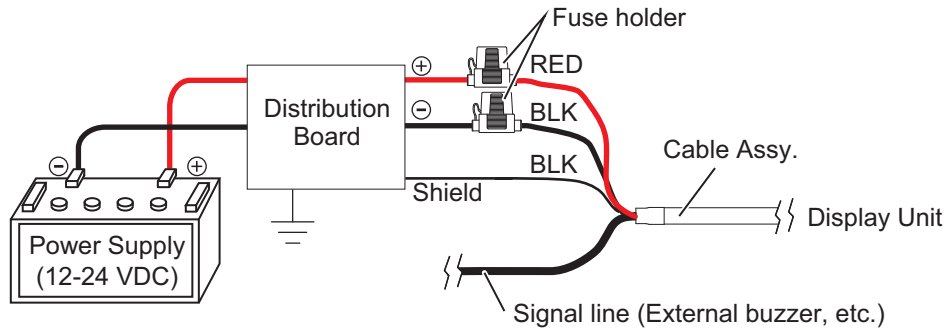 Fuse holder
⊕
RED
Distribution
Board
⊖
BLK
Cable Assy.
⊖
⊕
BLK
Shield
Display Unit
Power Supply
(12-24 VDC)
Signal line (External buzzer, etc.)